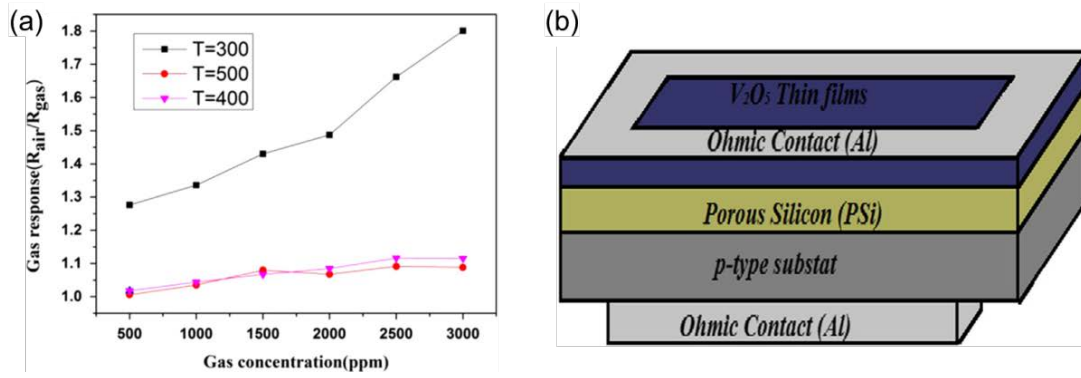 (a)
T=300
T=500
T=400
1.8
1.7
1.6
1.5
1.4
1.3
1.2
1.1
1.0
Gas response(Rair/Rgas)
500 1000 1500 2000 2500 3000
Gas concentration(ppm)
(b)
V2O5 Thin films
Ohmic Contact (Al)
Porous Silicon (PSi)
p-type substat
Ohmic Contact (Al)